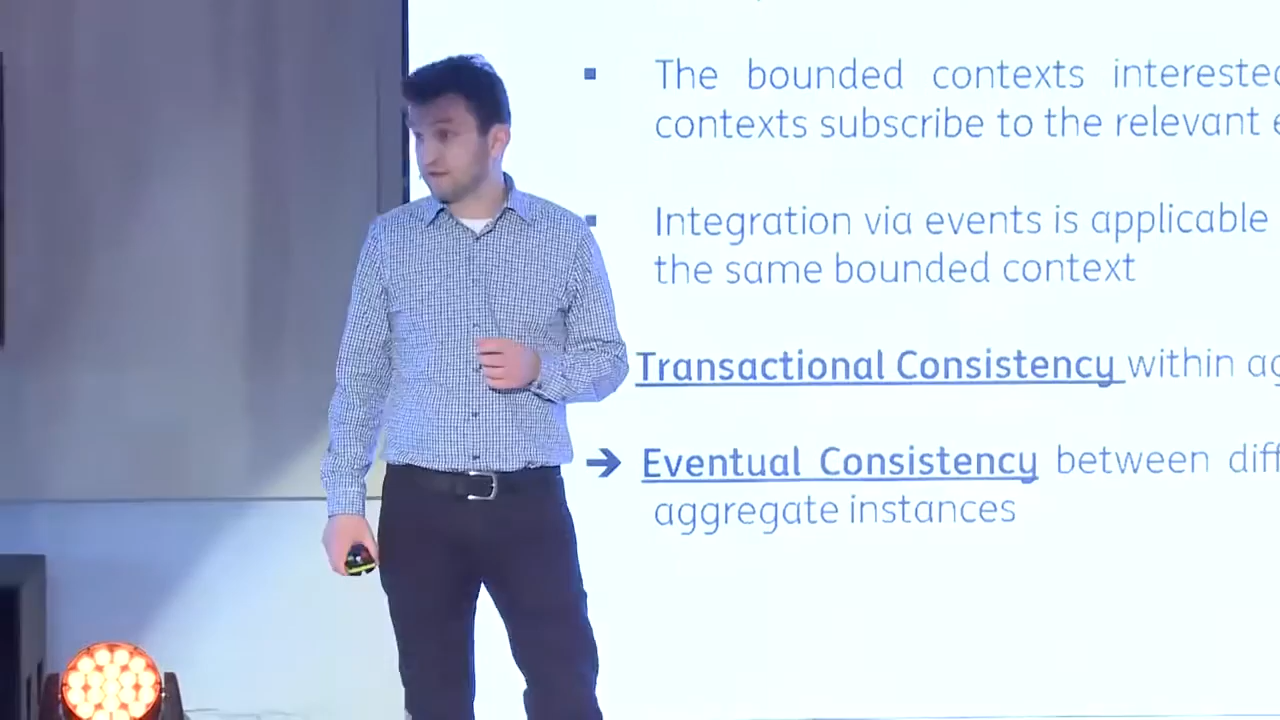 The bounded contexts interested
contexts subscribe to the relevant
Integration via events is applicable
the same bounded context
Transactional Consistency within
➔ Eventual Consistency between
aggregate instances